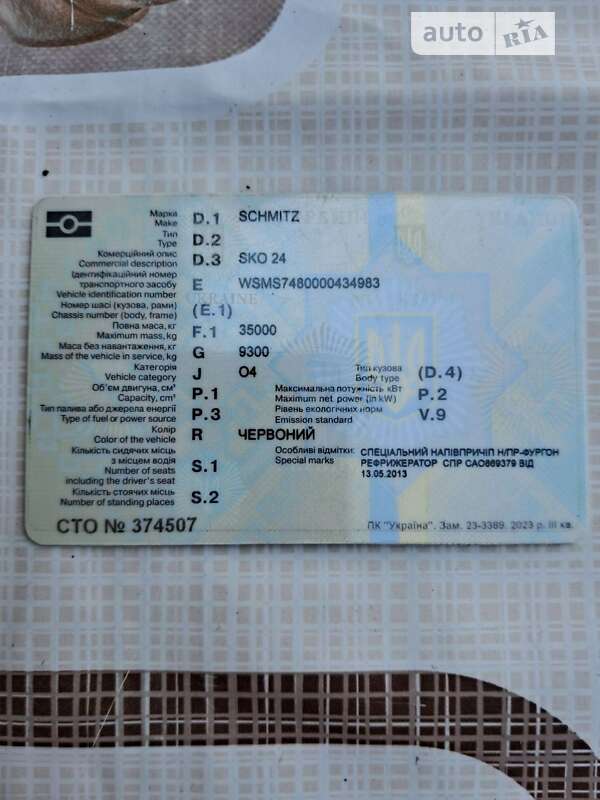 auto RIA
Марка
Make D.1 SCHMITZ
Тип
Type D.2
Комерційний опис
Commercial description D.3 SKO 24
Ідентифікаційний номер
транспортного засобу
Vehicle identification number E WSMS7480000434983
Номер шасі (кузова, рами)
Chassis number (body, frame) (E.1)
Повна маса, кг
Maximum mass, kg F.1 35000
Маса без навантаження, кг
Mass of the vehicle in service, kg G 9300
Категорія
Vehicle category J O4
Тип кузова
Body type (D.4)
Об'єм двигуна, см³
Capacity, cm³ P.1
Максимальна потужність кВт
Maximum net power (in kW) P.2
Тип палива або джерела енергії
Type of fuel or power source P.3
Рівень екологічних норм
Emission standard V.9
Колір
Color of the vehicle R ЧЕРВОНИЙ
Кількість сидячих місць
з місцем водія
Number of seats
including the driver's seat S.1
Особливі відмітки:
Special marks
СПЕЦІАЛЬНИЙ НАПІВПРИЧІП Н/ПР-ФУРГОН
РЕФРИЖЕРАТОР СПР САО669379 ВІД
13.05.2013
Кількість стоячих місць
Number of standing places S.2
СТО № 374507
ПК "Україна". Зам. 23-3389. 2023 р. III кв.